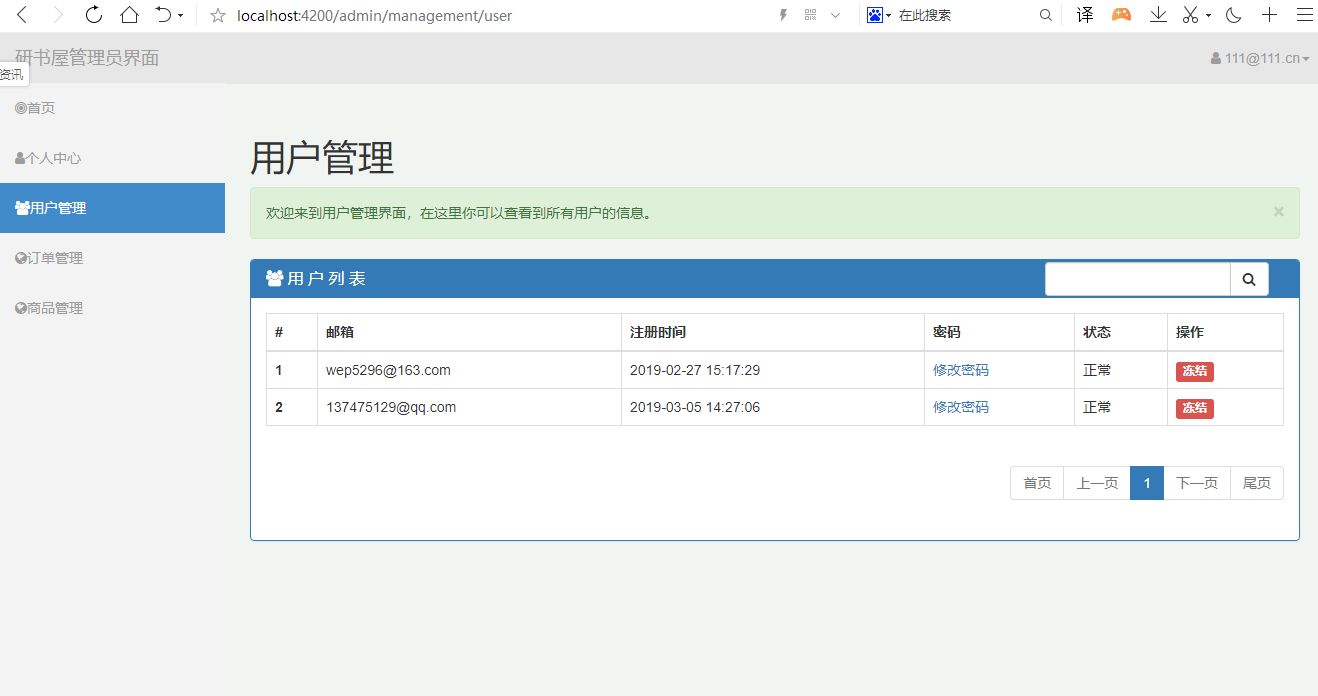 localhost:4200/admin/management/user
在此搜索
译
研书屋管理员界面
111@111.cn
资讯
首页
个人中心
用户管理
订单管理
商品管理
用户管理
欢迎来到用户管理界面，在这里你可以查看到所有用户的信息。
×
用户列表
# 邮箱 注册时间 密码 状态 操作
1 wep5296@163.com 2019-02-27 15:17:29 修改密码 正常 冻结
2 137475129@qq.com 2019-03-05 14:27:06 修改密码 正常 冻结
首页 上一页 1 下一页 尾页